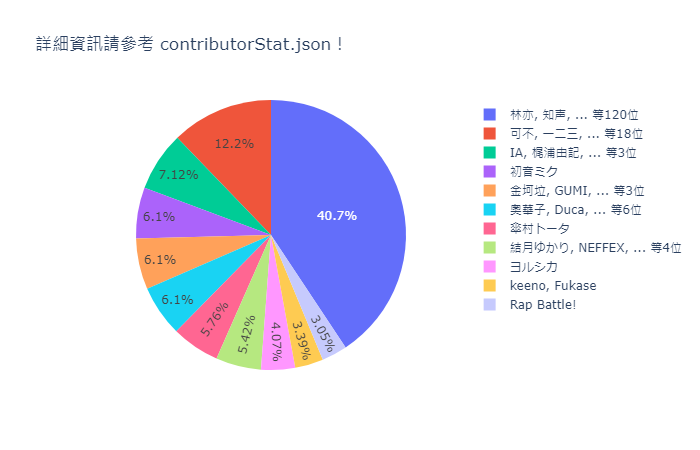 詳細資訊請參考 contributorStat.json！
40.7%
12.2%
7.12%
6.1%
6.1%
6.1%
5.76%
5.42%
4.07%
3.39%
3.05%
林亦, 知声, ... 等120位
可不, 一二三, ... 等18位
IA, 梶浦由記, ... 等3位
初音ミク
金坷垃, GUMI, ... 等3位
奧華子, Duca, ... 等6位
傘村トータ
結月ゆかり, NEFFEX, ... 等4位
ヨルシカ
keeno, Fukase
Rap Battle!